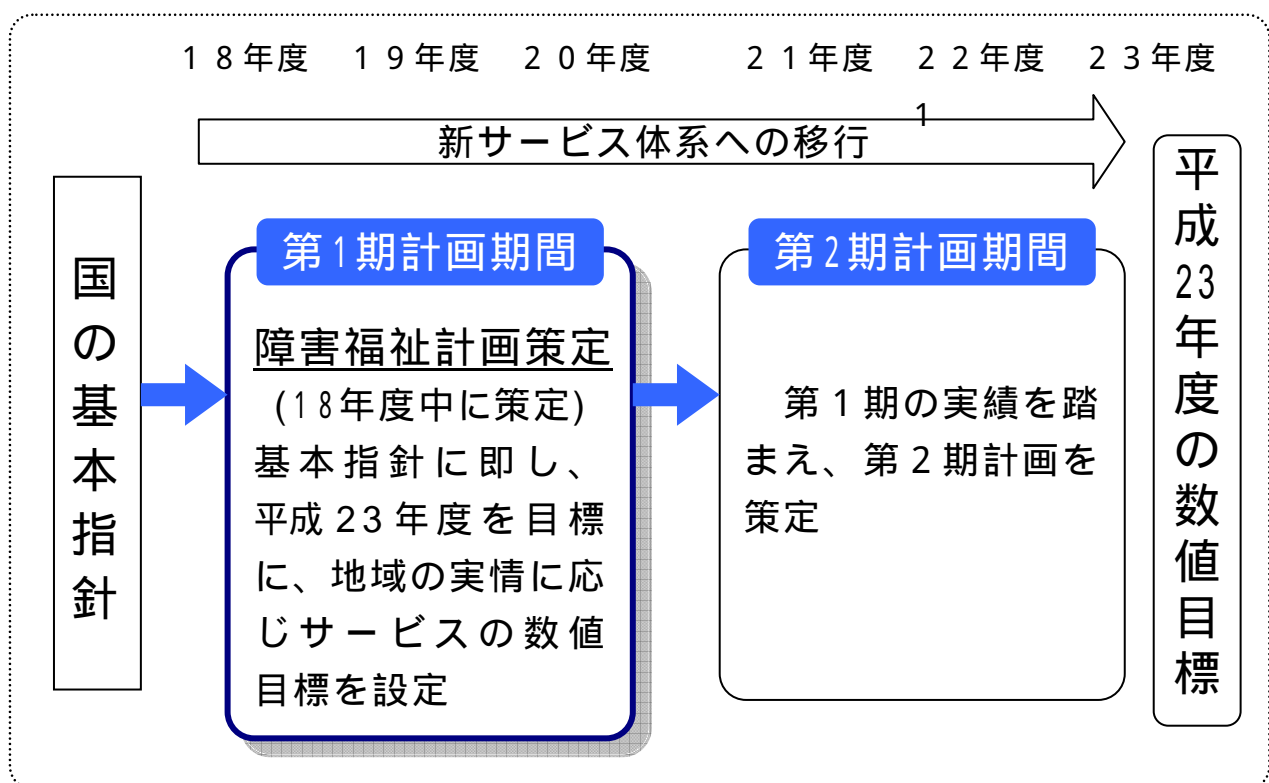 18年度 19年度 20年度 21年度 22年度 23年度
1
新サービス体系への移行
国の基本指針
第1期計画期間
障害福祉計画策定
(18年度中に策定)
基本指針に即し、
平成23年度を目標
に、地域の実情に応
じサービスの数値
目標を設定
第2期計画期間
第1期の実績を踏
まえ、第2期計画を
策定
平成23年度の数値目標